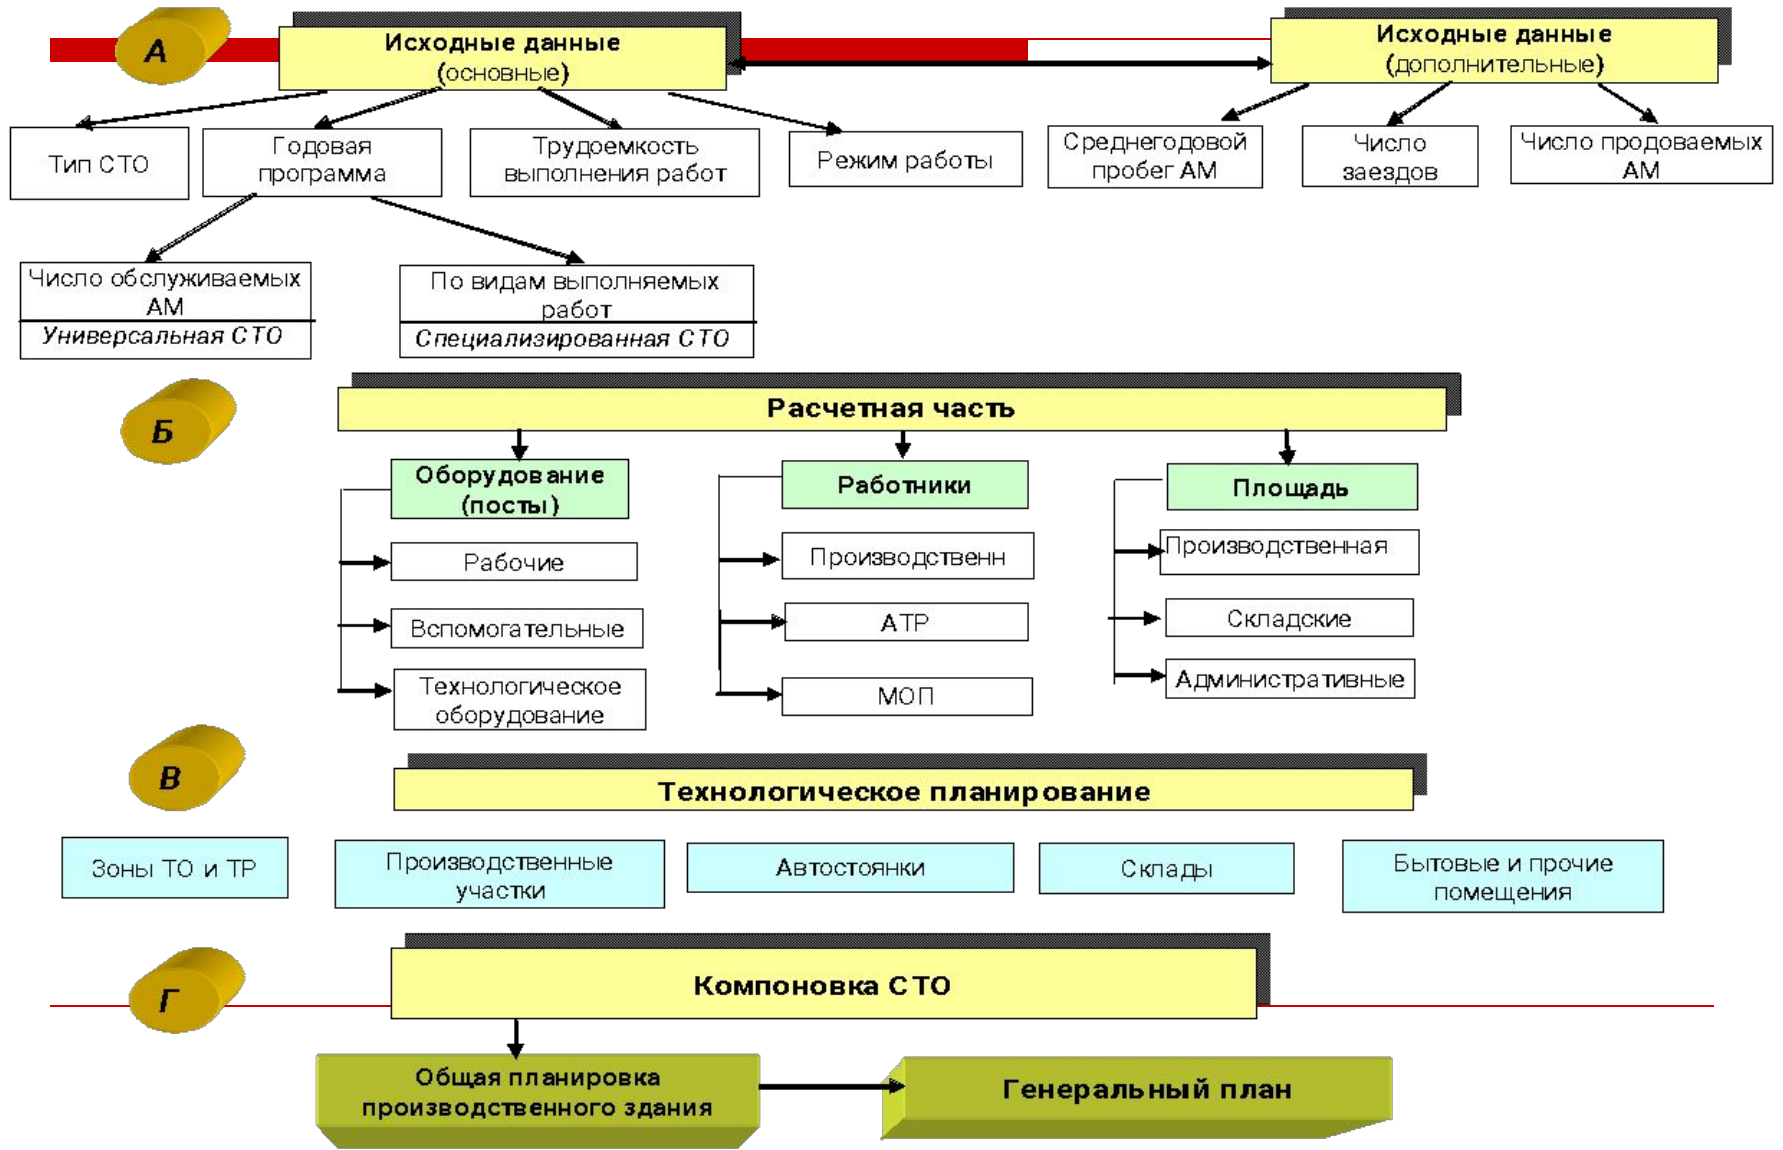 А
Исходные данные
(основные)
Исходные данные
(дополнительные)
Тип СТО
Годовая
программа
Трудоемкость
выполнения работ
Режим работы
Среднегодовой
пробег АМ
Число
заездов
Число продоваемых
АМ
Число обслуживаемых
АМ
Универсальная СТО
По видам выполняемых
работ
Специализированная СТО
Б
Расчетная часть
Оборудование
(посты)
Рабочие
Вспомогательные
Технологическое
оборудование
Работники
Производственн
АТР
МОП
Площадь
Производственная
Складские
Административные
В
Технологическое планирование
Зоны ТО и ТР
Производственные
участки
Автостоянки
Склады
Бытовые и прочие
помещения
Г
Компоновка СТО
Общая планировка
производственного здания
Генеральный план